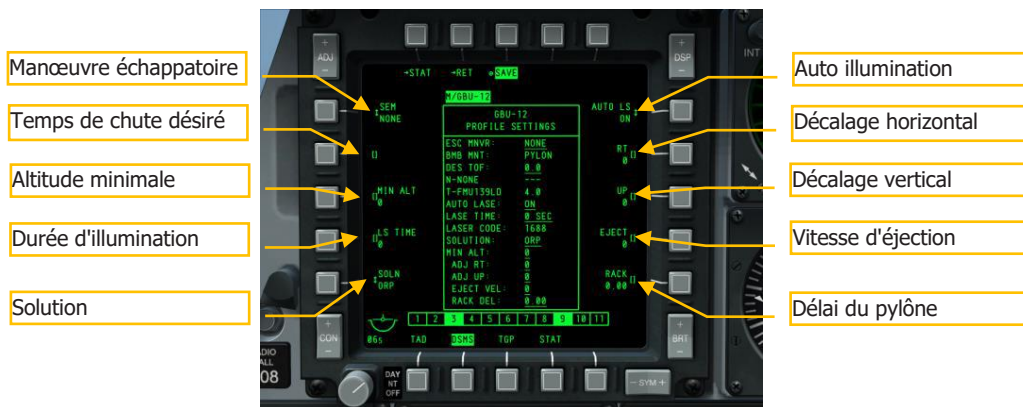 ADJ
→STAT →RET SAVE
DSP
INT
M/GBU-12
Manœuvre échappatoire
Temps de chute désiré
Altitude minimale
Durée d'illumination
Solution
SEM
NONE
MIN ALT
0
LS TIME
0
SOLN
ORP
GBU-12
PROFILE SETTINGS
ESC MNVR: NONE
BMB MNT: PYLON
DES TOF: 0.0
N-NONE ---
T-FMU139LD 4.0
AUTO LASE: ON
LASE TIME: 0 SEC
LASER CODE: 1688
SOLUTION: ORP
MIN ALT: 0
ADJ RT: 0
ADJ UP: 0
EJECT VEL: 0
RACK DEL: 0.00
AUTO LS
ON
RT
0
UP
0
EJECT
0
RACK
0.00
Auto illumination
Décalage horizontal
Décalage vertical
Vitesse d'éjection
Délai du pylône
1 2 3 4 5 6 7 8 9 10 11
CON
06s TAD DSMS TGP STAT
BRT
08
DAY
NT
OFF
- SYM +